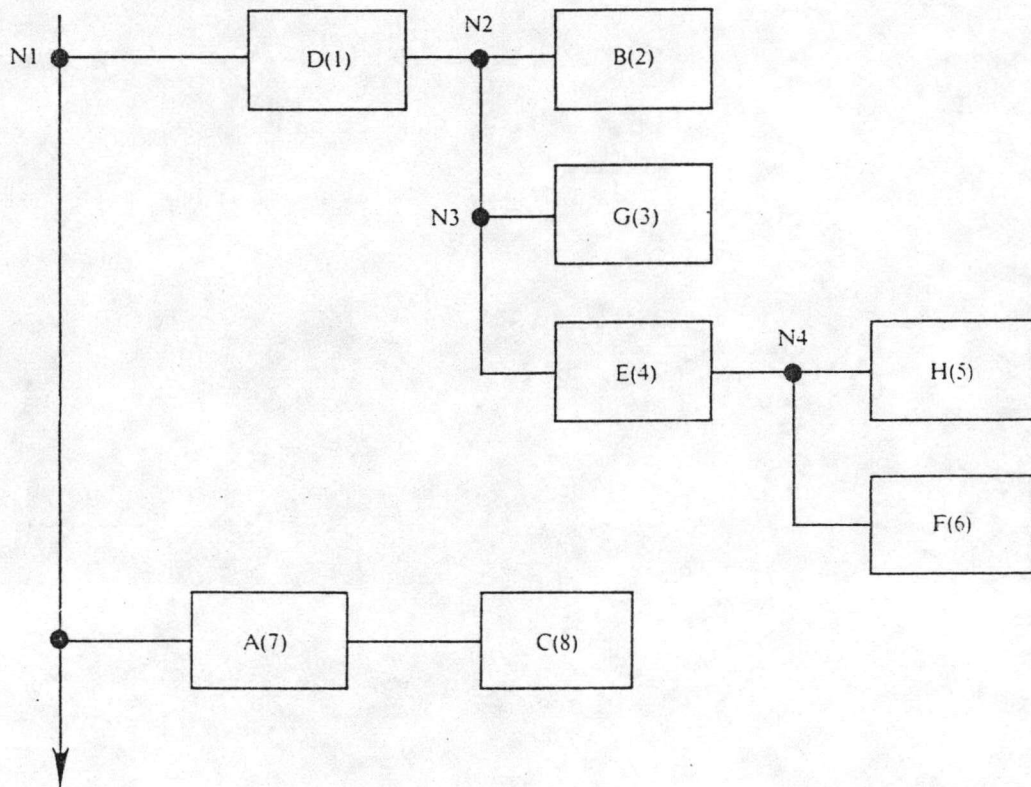 N2
N1
D(1)
B(2)
N3
G(3)
N4
E(4)
H(5)
F(6)
A(7)
C(8)